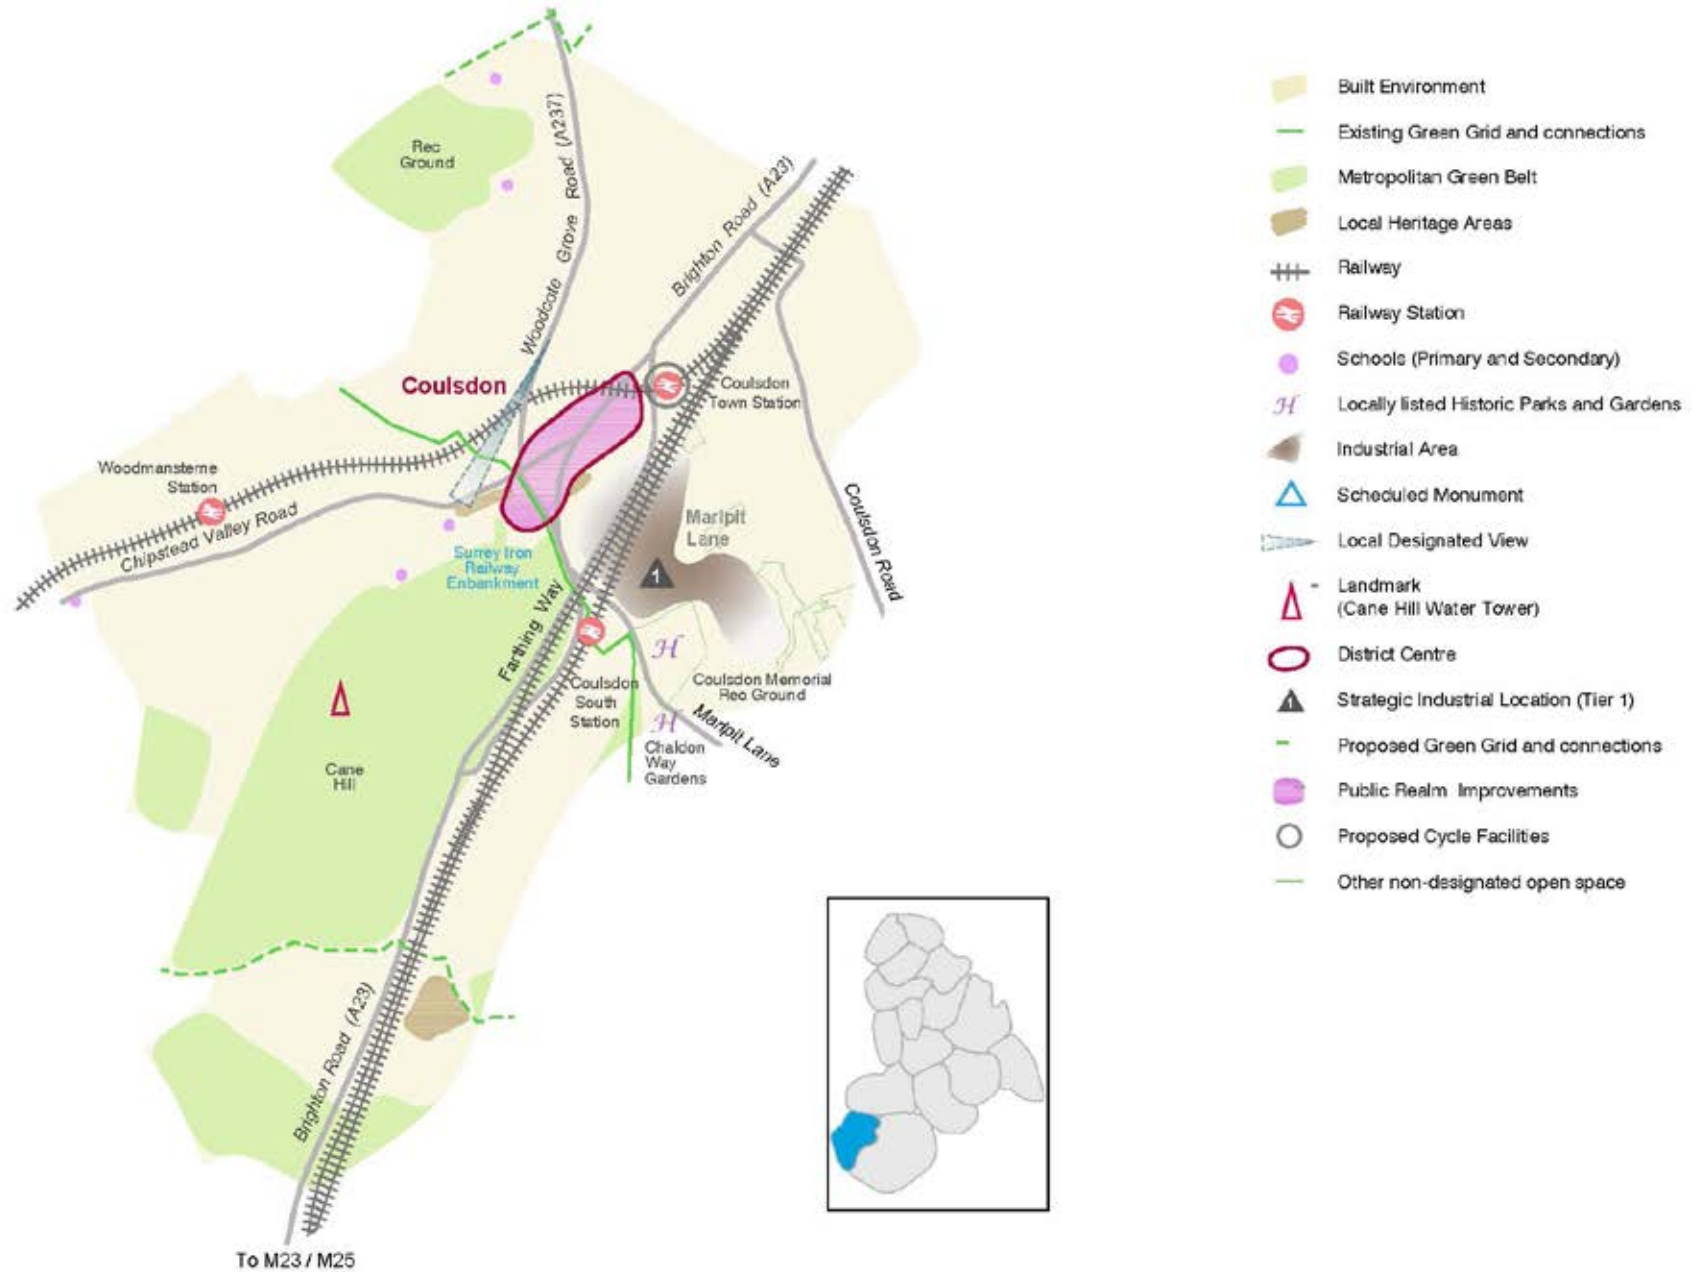 Rec
Ground
Woodcote Grove Road (A237)
Brighton Road (A23)
Coulsdon
Coulsdon
Town Station
Woodmansterne
Station
Chipstead Valley Road
Marlpit
Lane
Coulsdon Road
Surrey Iron
Railway
Enbankment
1
Farthing Way
H
Coulsdon
South
Station
Coulsdon Memorial
Rec Ground
H
Marlpit Lane
Chaldon
Way
Gardens
Cane
Hill
Brighton Road (A23)
To M23 / M25
Built Environment
Existing Green Grid and connections
Metropolitan Green Belt
Local Heritage Areas
Railway
Railway Station
Schools (Primary and Secondary)
H Locally listed Historic Parks and Gardens
Industrial Area
Scheduled Monument
Local Designated View
Landmark
(Cane Hill Water Tower)
District Centre
1 Strategic Industrial Location (Tier 1)
Proposed Green Grid and connections
Public Realm Improvements
Proposed Cycle Facilities
Other non-designated open space